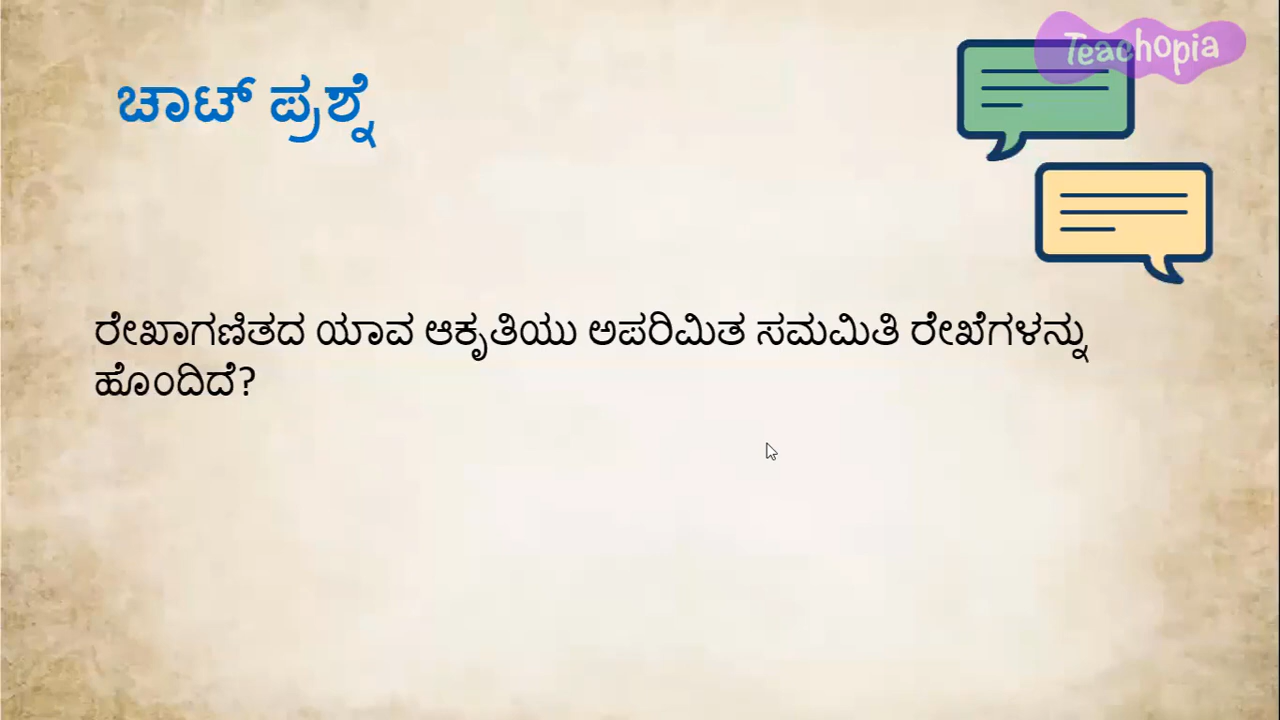 Teachopia
ಚಾಟ್ ಪ್ರಶ್ನೆ
ರೇಖಾಗಣಿತದ ಯಾವ ಆಕೃತಿಯು ಅಪರಿಮಿತ ಸಮಮಿತಿ ರೇಖೆಗಳನ್ನು
ಹೊಂದಿದೆ?